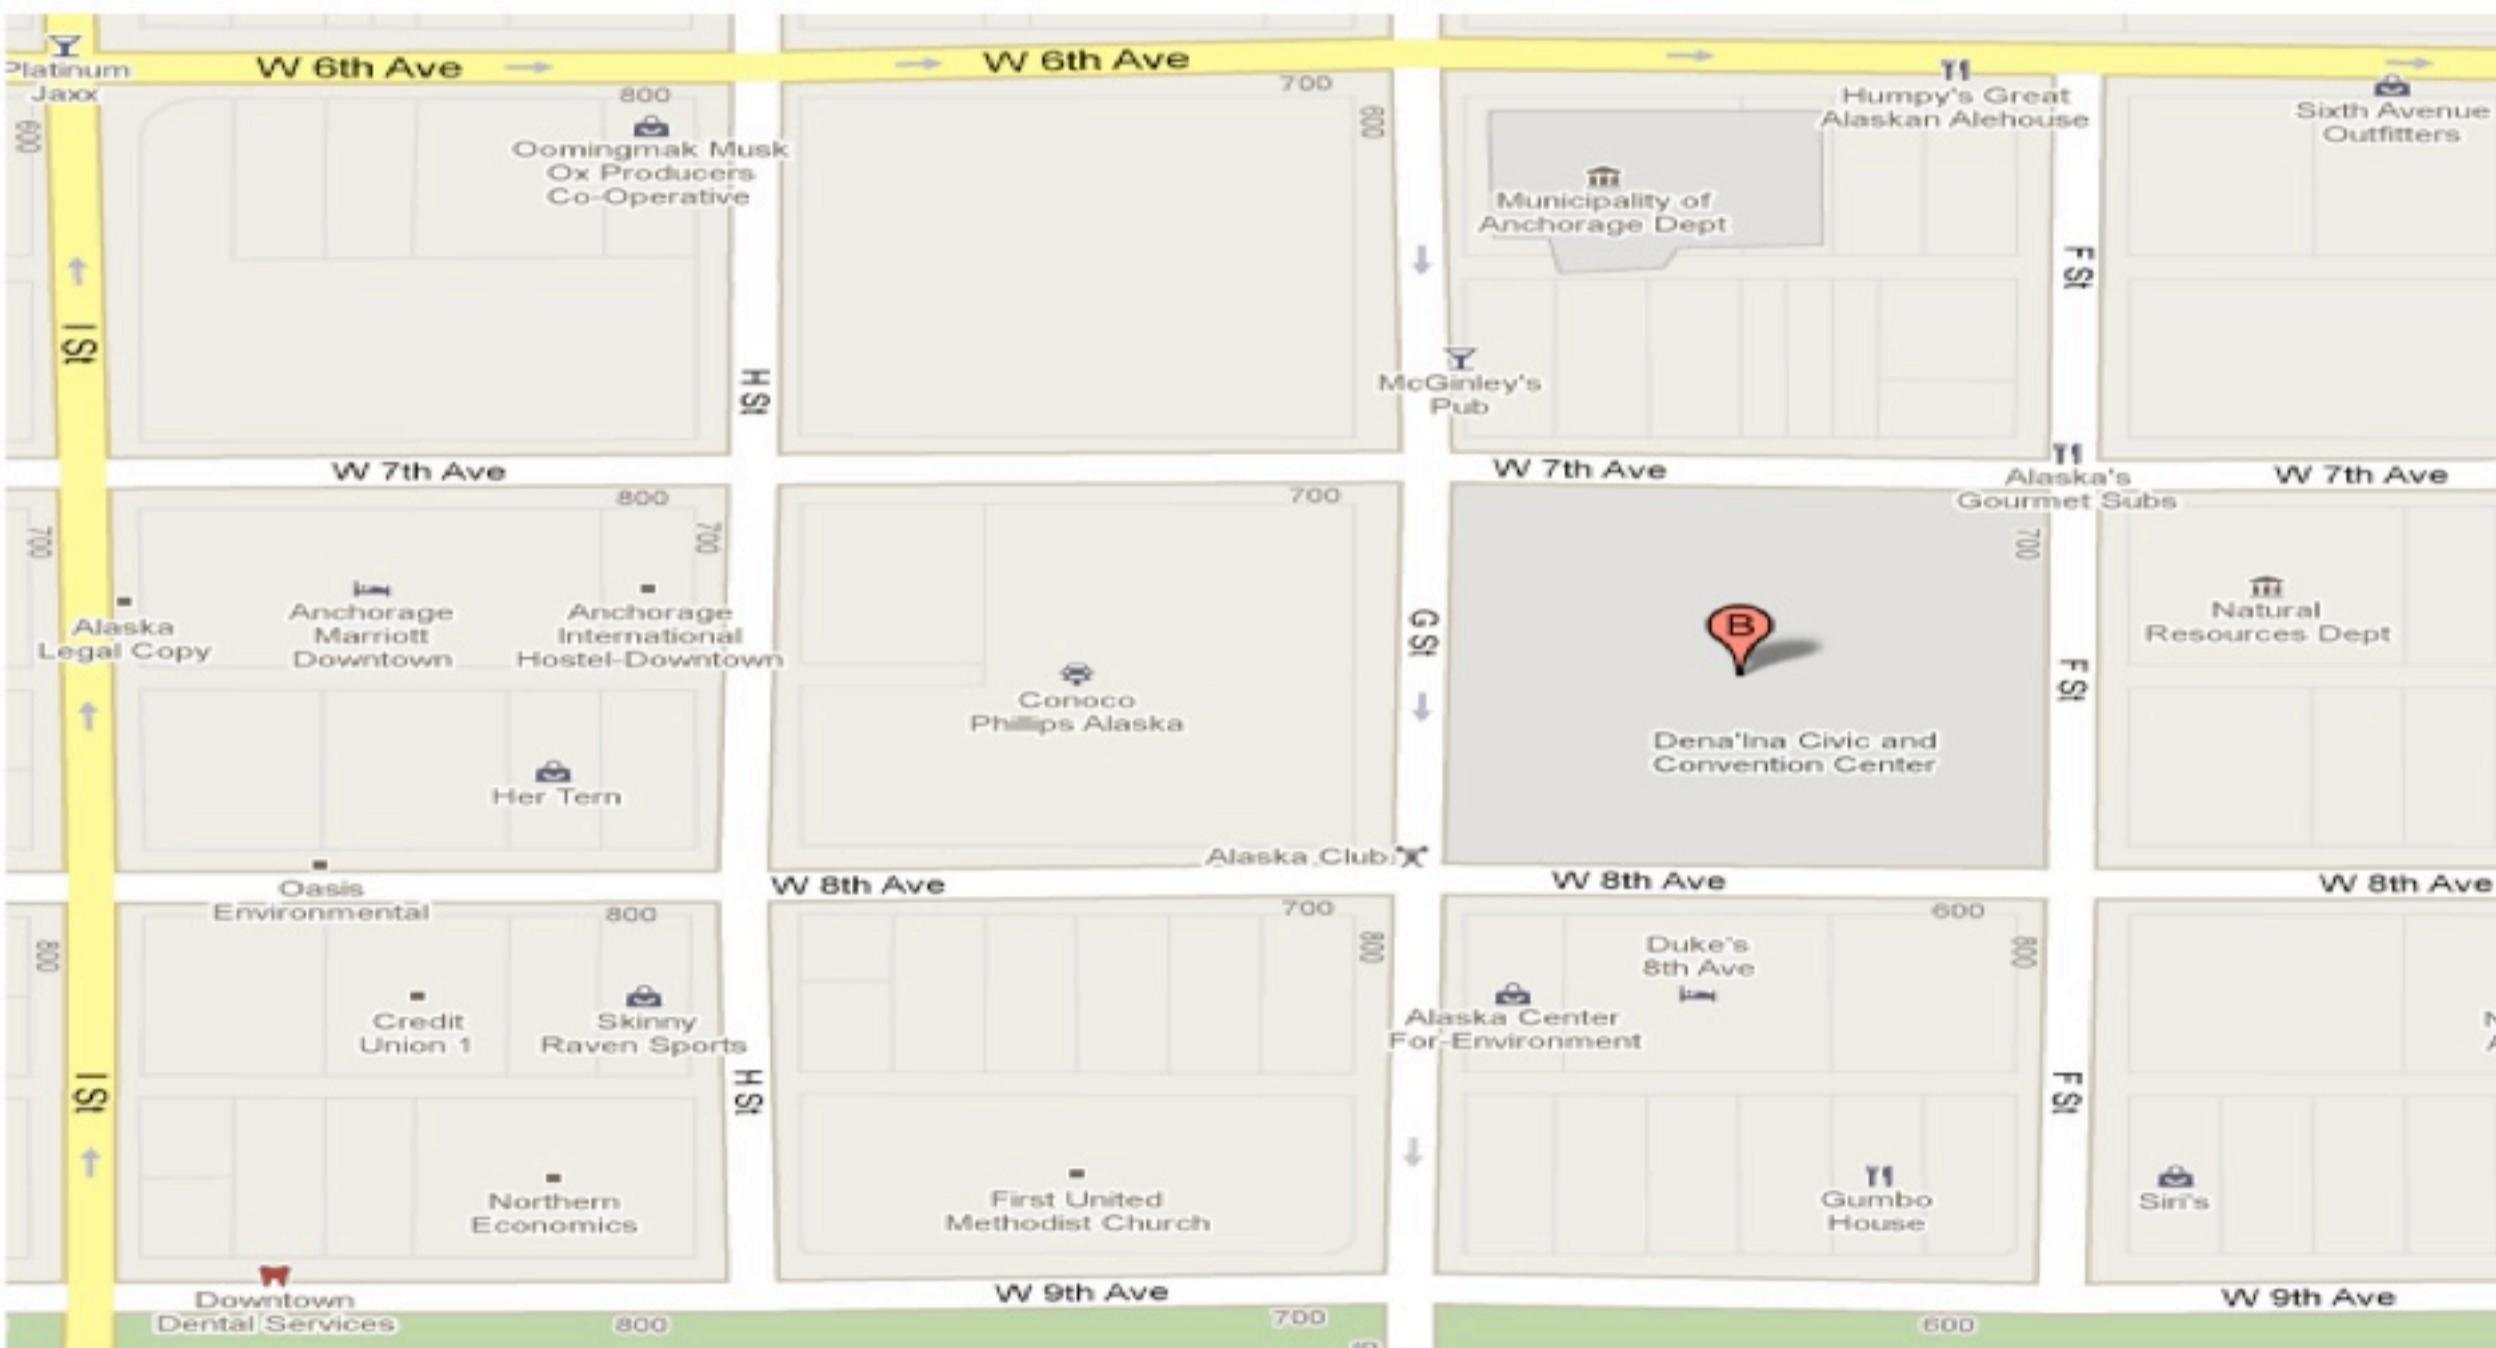 Platinum
Jaxx
W 6th Ave
W 6th Ave
800
700
600
600
Oomingmak Musk
Ox Producers
Co-Operative
Municipality of
Anchorage Dept
Humpy's Great
Alaskan Alehouse
Sixth Avenue
Outfitters
F St
I St
H St
McGinley's
Pub
W 7th Ave
W 7th Ave
Alaska's
Gourmet Subs
W 7th Ave
800
700
700
700
700
Alaska
Legal Copy
Anchorage
Marriott
Downtown
Anchorage
International
Hostel-Downtown
Conoco
Phillips Alaska
G St
B
Dena'Ina Civic and
Convention Center
F St
Natural
Resources Dept
Her Tern
Alaska Club
Oasis
Environmental
W 8th Ave
W 8th Ave
W 8th Ave
800
700
600
800
800
800
Credit
Union 1
Skinny
Raven Sports
Duke's
8th Ave
Alaska Center
For-Environment
I St
H St
F St
Northern
Economics
First United
Methodist Church
Gumbo
House
Siri's
Downtown
Dental Services
W 9th Ave
W 9th Ave
800
700
600